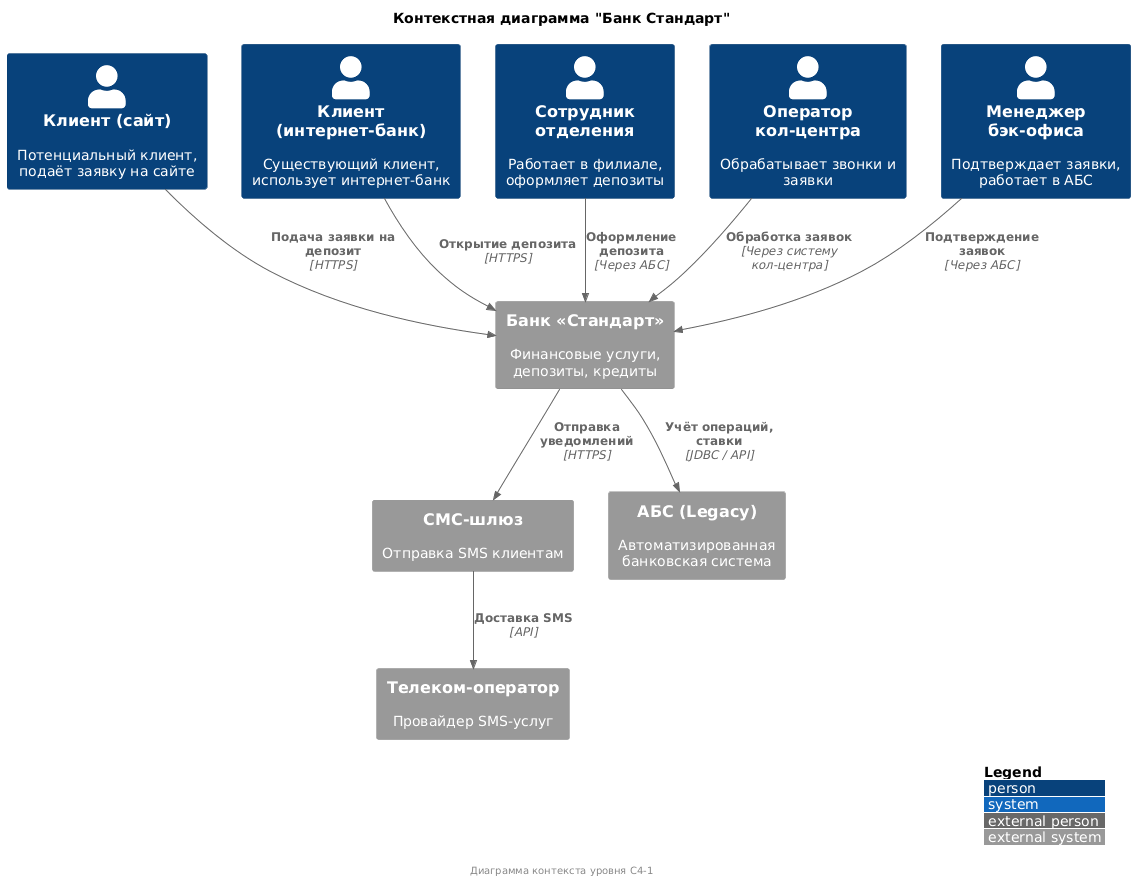 Контекстная диаграмма "Банк Стандарт"
Клиент (сайт)
Потенциальный клиент,
подаёт заявку на сайте
Клиент
(интернет-банк)
Существующий клиент,
использует интернет-банк
Сотрудник
отделения
Работает в филиале,
оформляет депозиты
Оператор
кол-центра
Обрабатывает звонки и
заявки
Менеджер
бэк-офиса
Подтверждает заявки,
работает в АБС
Подача заявки на
депозит
[HTTPS]
Открытие депозита
[HTTPS]
Оформление
депозита
[Через АБС]
Обработка заявок
[Через систему
кол-центра]
Подтверждение
заявок
[Через АБС]
Банк «Стандарт»
Финансовые услуги,
депозиты, кредиты
Отправка
уведомлений
[HTTPS]
Учёт операций,
ставки
[JDBC / API]
СМС-шлюз
Отправка SMS клиентам
АБС (Legacy)
Автоматизированная
банковская система
Доставка SMS
[API]
Телеком-оператор
Провайдер SMS-услуг
Legend
person
system
external person
external system
Диаграмма контекста уровня C4-1